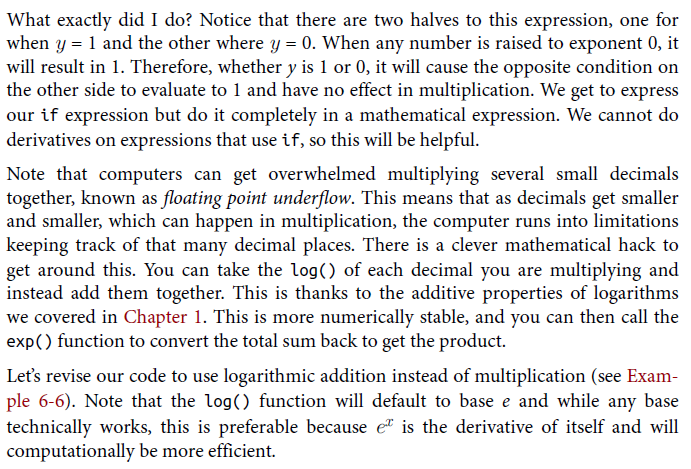 What exactly did I do? Notice that there are two halves to this expression, one for
when y = 1 and the other where y = 0. When any number is raised to exponent 0, it
will result in 1. Therefore, whether y is 1 or 0, it will cause the opposite condition on
the other side to evaluate to 1 and have no effect in multiplication. We get to express
our if expression but do it completely in a mathematical expression. We cannot do
derivatives on expressions that use if, so this will be helpful.
Note that computers can get overwhelmed multiplying several small decimals
together, known as floating point underflow. This means that as decimals get smaller
and smaller, which can happen in multiplication, the computer runs into limitations
keeping track of that many decimal places. There is a clever mathematical hack to
get around this. You can take the log() of each decimal you are multiplying and
instead add them together. This is thanks to the additive properties of logarithms
we covered in Chapter 1. This is more numerically stable, and you can then call the
exp() function to convert the total sum back to get the product.
Let's revise our code to use logarithmic addition instead of multiplication (see Exam-
ple 6-6). Note that the log() function will default to base e and while any base
technically works, this is preferable because eˣ is the derivative of itself and will
computationally be more efficient.